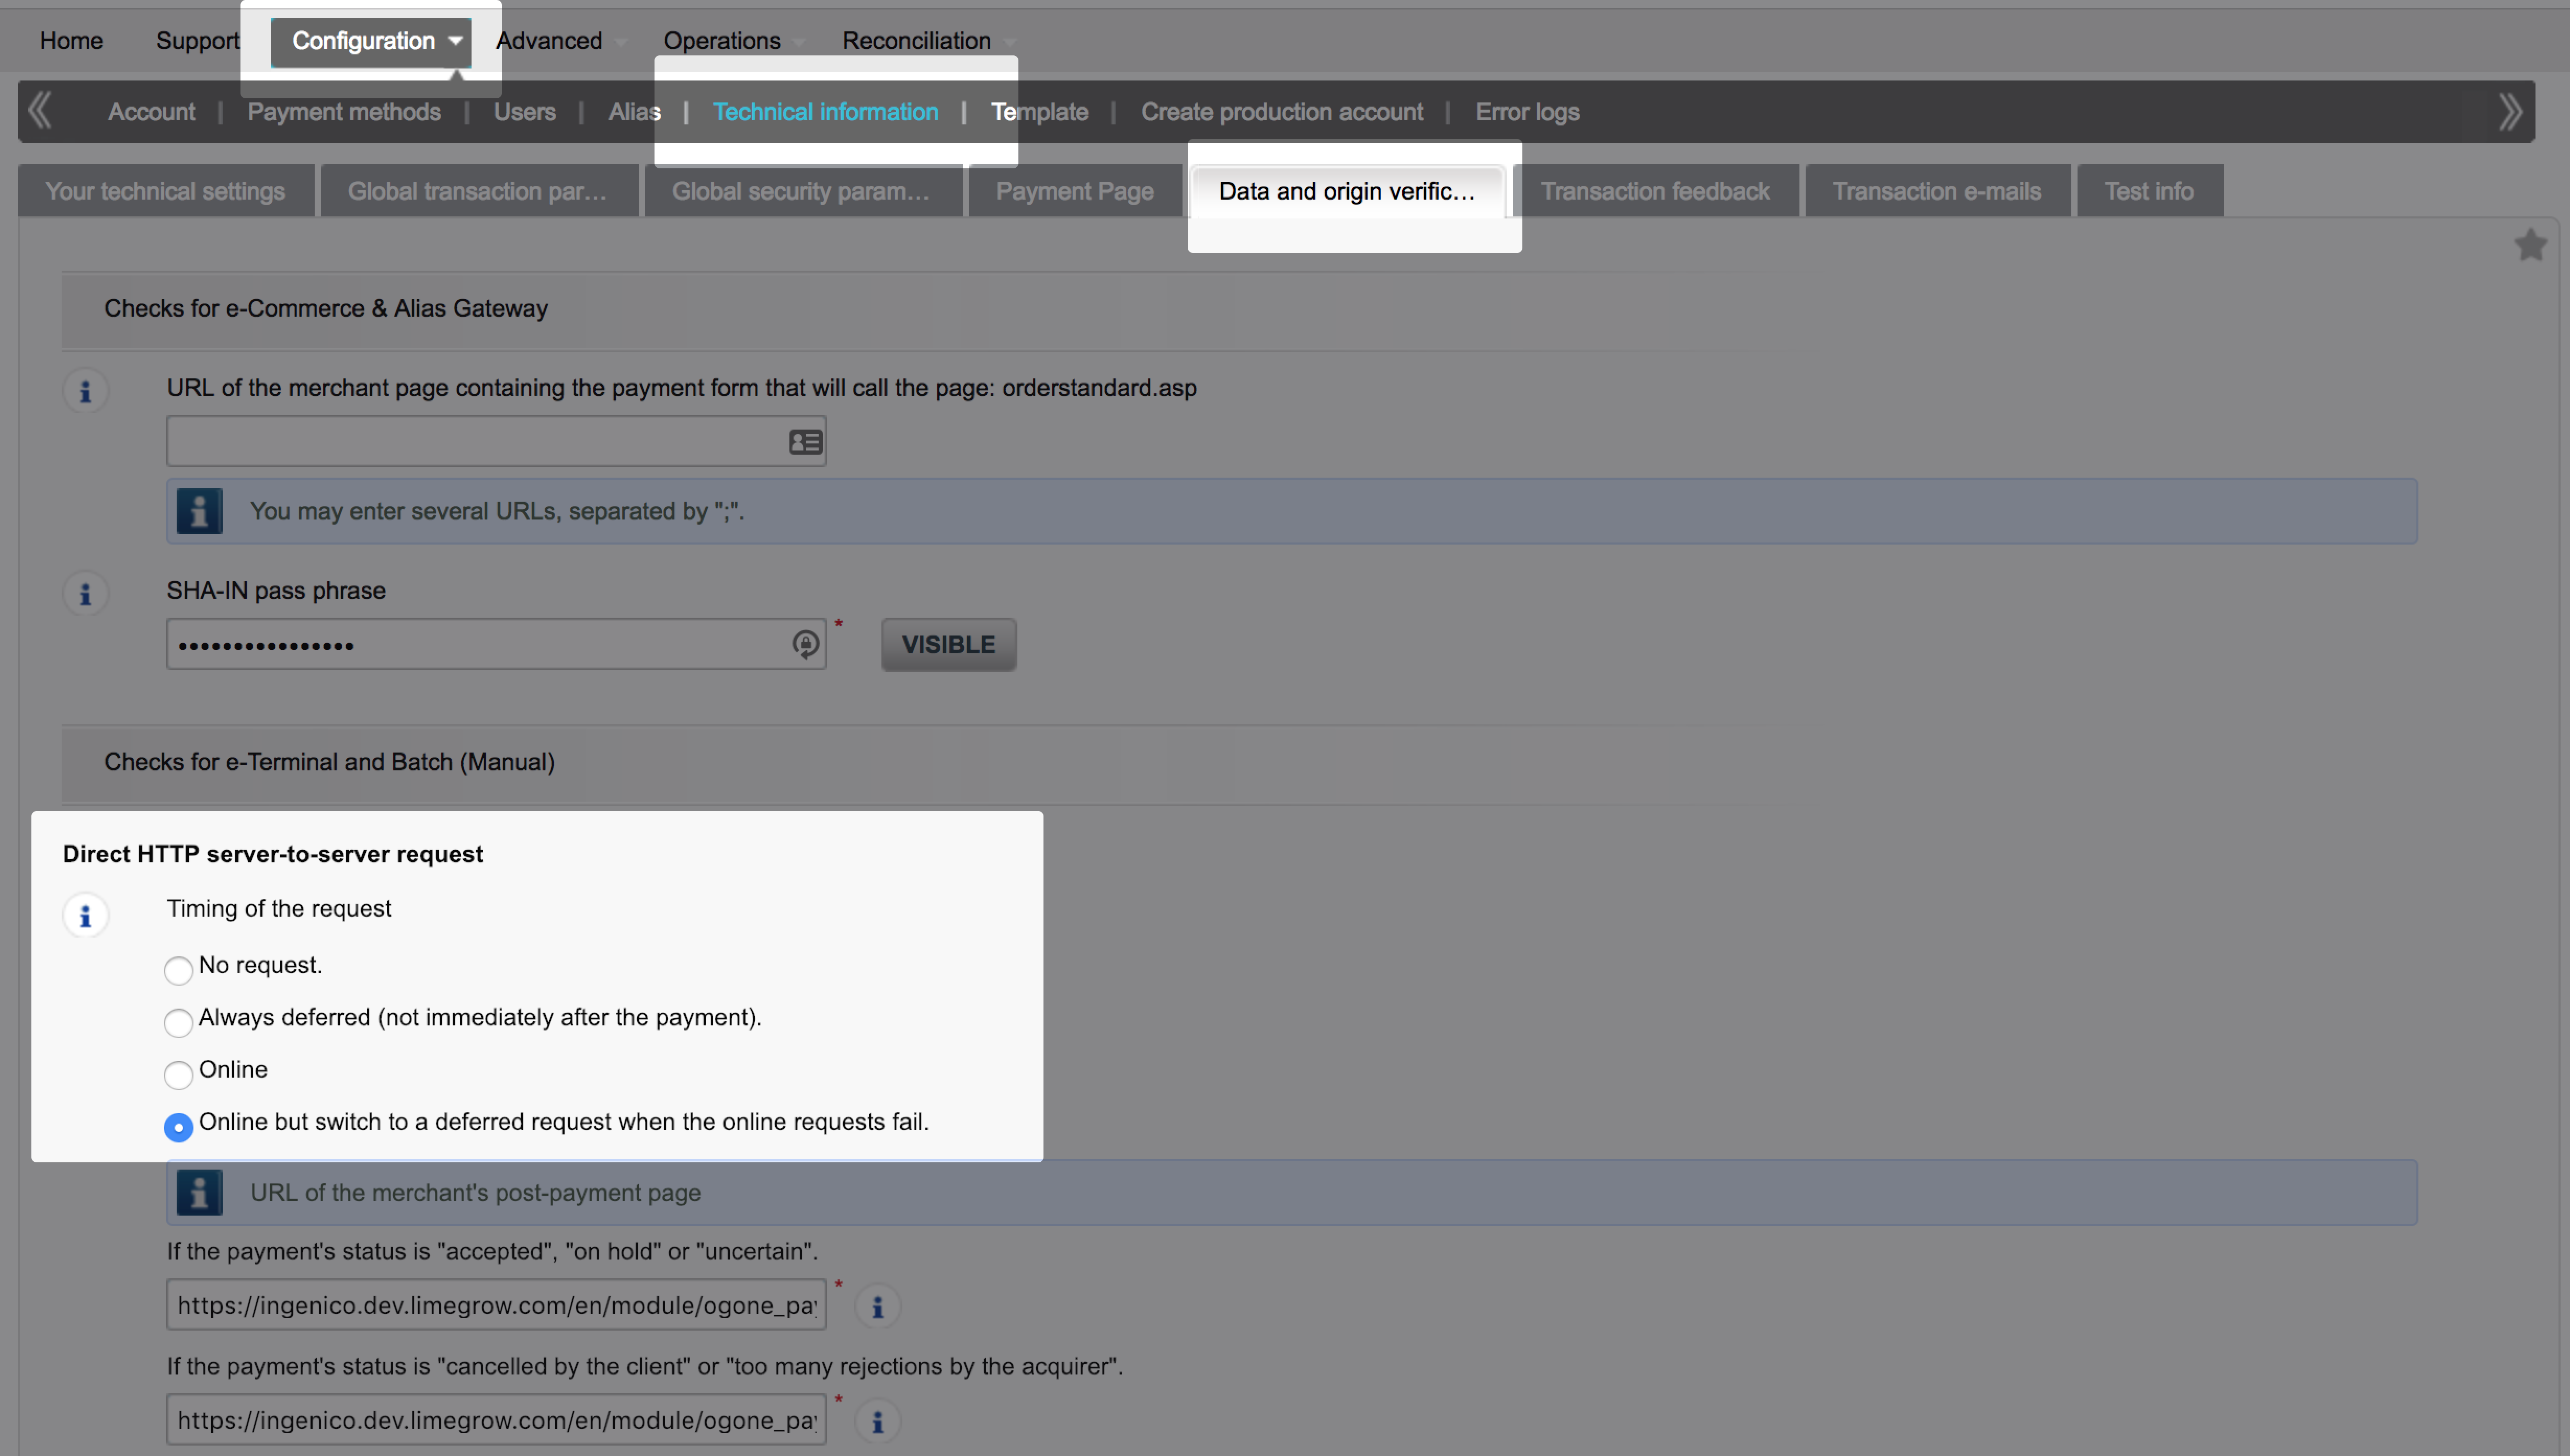 Home Support Configuration Advanced Operations Reconciliation
Account | Payment methods | Users | Alias | Technical information | Template | Create production account | Error logs
Your technical settings Global transaction par... Global security param... Payment Page Data and origin verific... Transaction feedback Transaction e-mails Test info
Checks for e-Commerce & Alias Gateway
URL of the merchant page containing the payment form that will call the page: orderstandard.asp
You may enter several URLs, separated by ";".
SHA-IN pass phrase
•••••••••••••••• * VISIBLE
Checks for e-Terminal and Batch (Manual)
Direct HTTP server-to-server request
Timing of the request
No request.
Always deferred (not immediately after the payment).
Online
Online but switch to a deferred request when the online requests fail.
URL of the merchant's post-payment page
If the payment's status is "accepted", "on hold" or "uncertain".
https://ingenico.dev.limegrow.com/en/module/ogone_pa *
If the payment's status is "cancelled by the client" or "too many rejections by the acquirer".
https://ingenico.dev.limegrow.com/en/module/ogone_pa *